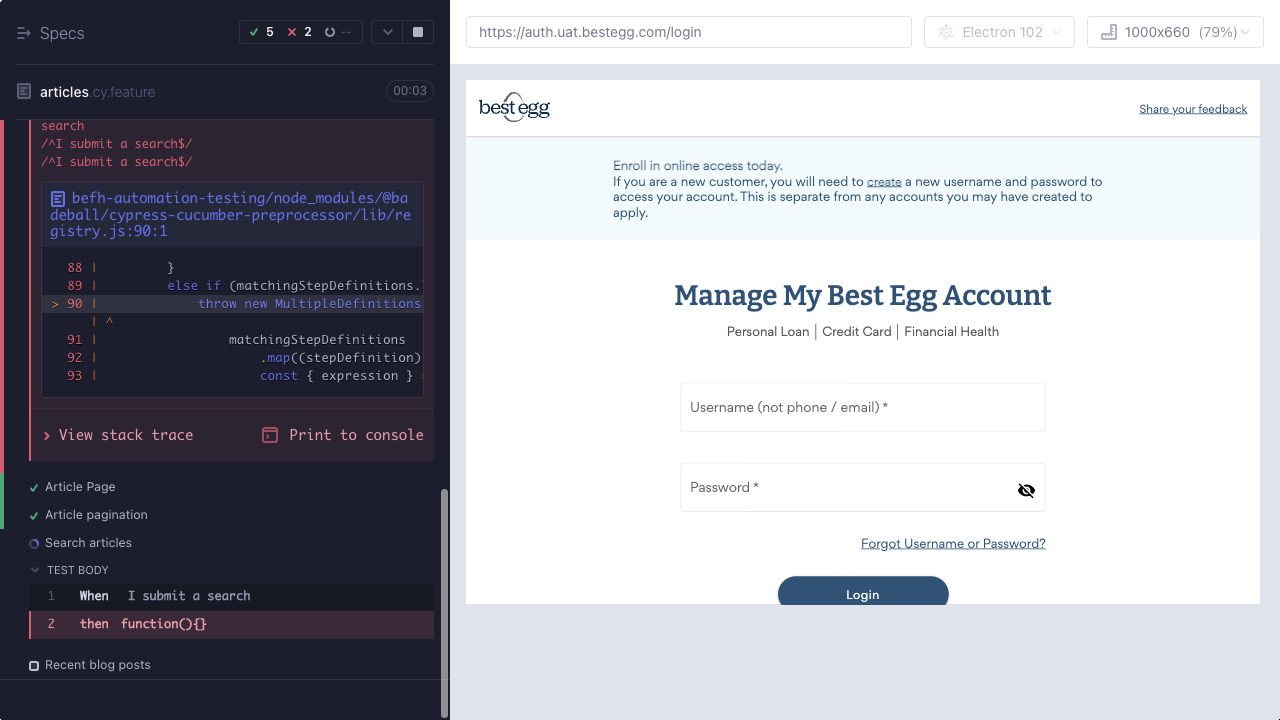 Specs
5
2
--
articles.cy.feature
00:03
search
/^I submit a search$/
/^I submit a search$/
befh-automation-testing/node_modules/@ba
deball/cypress-cucumber-preprocessor/lib/re
gistry.js:90:1
88 | }
89 | else if (matchingStepDefinitions.
> 90 | throw new MultipleDefinitions
| ^
91 | matchingStepDefinitions
92 | .map((stepDefinition)
93 | const { expression }
View stack trace
Print to console
Article Page
Article pagination
Search articles
TEST BODY
1 When I submit a search
2 then function(){}
Recent blog posts
https://auth.uat.bestegg.com/login
Electron 102
1000x660 (79%)
best egg
Share your feedback
Enroll in online access today.
If you are a new customer, you will need to create a new username and password to
access your account. This is separate from any accounts you may have created to
apply.
Manage My Best Egg Account
Personal Loan | Credit Card | Financial Health
Username (not phone / email) *
Password *
Forgot Username or Password?
Login